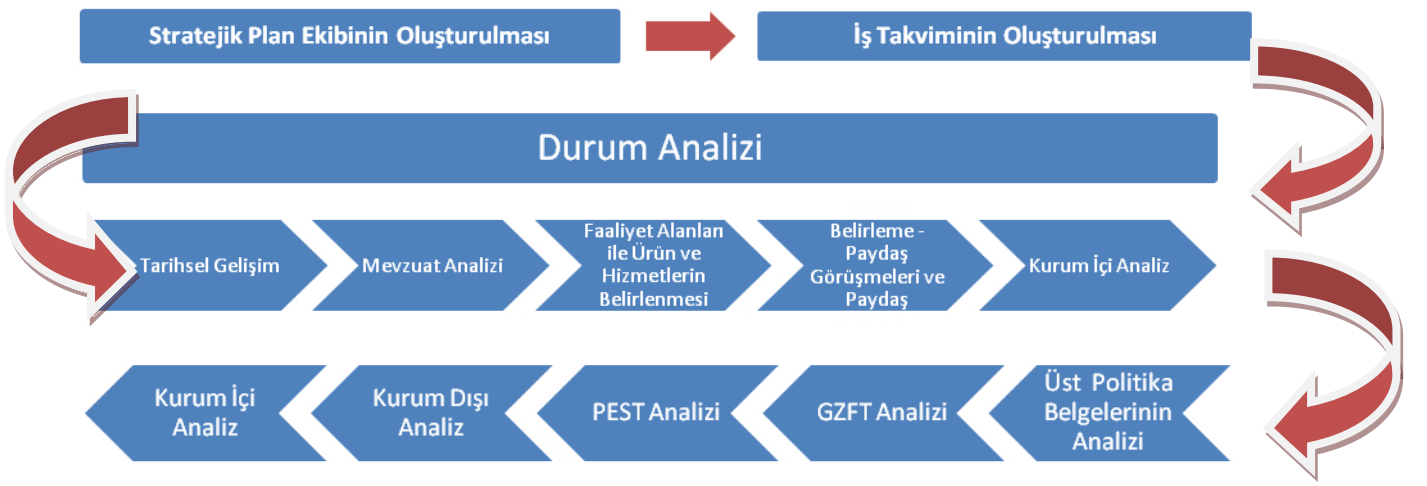 Stratejik Plan Ekibinin Oluşturulması
İş Takviminin Oluşturulması
Durum Analizi
Tarihsel Gelişim
Mevzuat Analizi
Faaliyet Alanları
ile Ürün ve
Hizmetlerin
Belirlenmesi
Belirleme -
Paydaş
Görüşmeleri ve
Paydaş
Kurum İçi Analiz
Kurum İçi
Analiz
Kurum Dışı
Analiz
PEST Analizi
GZFT Analizi
Üst Politika
Belgelerinin
Analizi